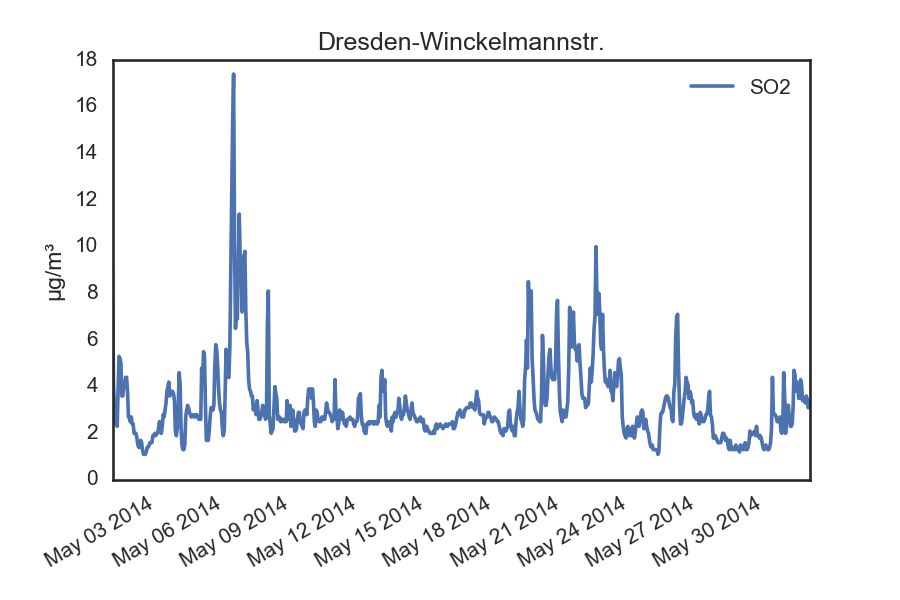 Dresden-Winckelmannstr.
18
16
14
12
10
8
6
4
2
0
µg/m³
SO2
May 03 2014
May 06 2014
May 09 2014
May 12 2014
May 15 2014
May 18 2014
May 21 2014
May 24 2014
May 27 2014
May 30 2014